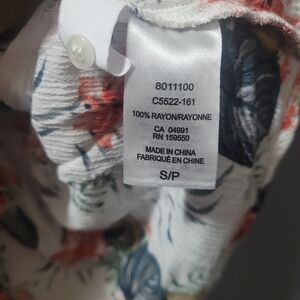 8011100
C5522-161
100% RAYON/RAYONNE
CA 04991
RN 159550
MADE IN CHINA
FABRIQUÉ EN CHINE
S/P